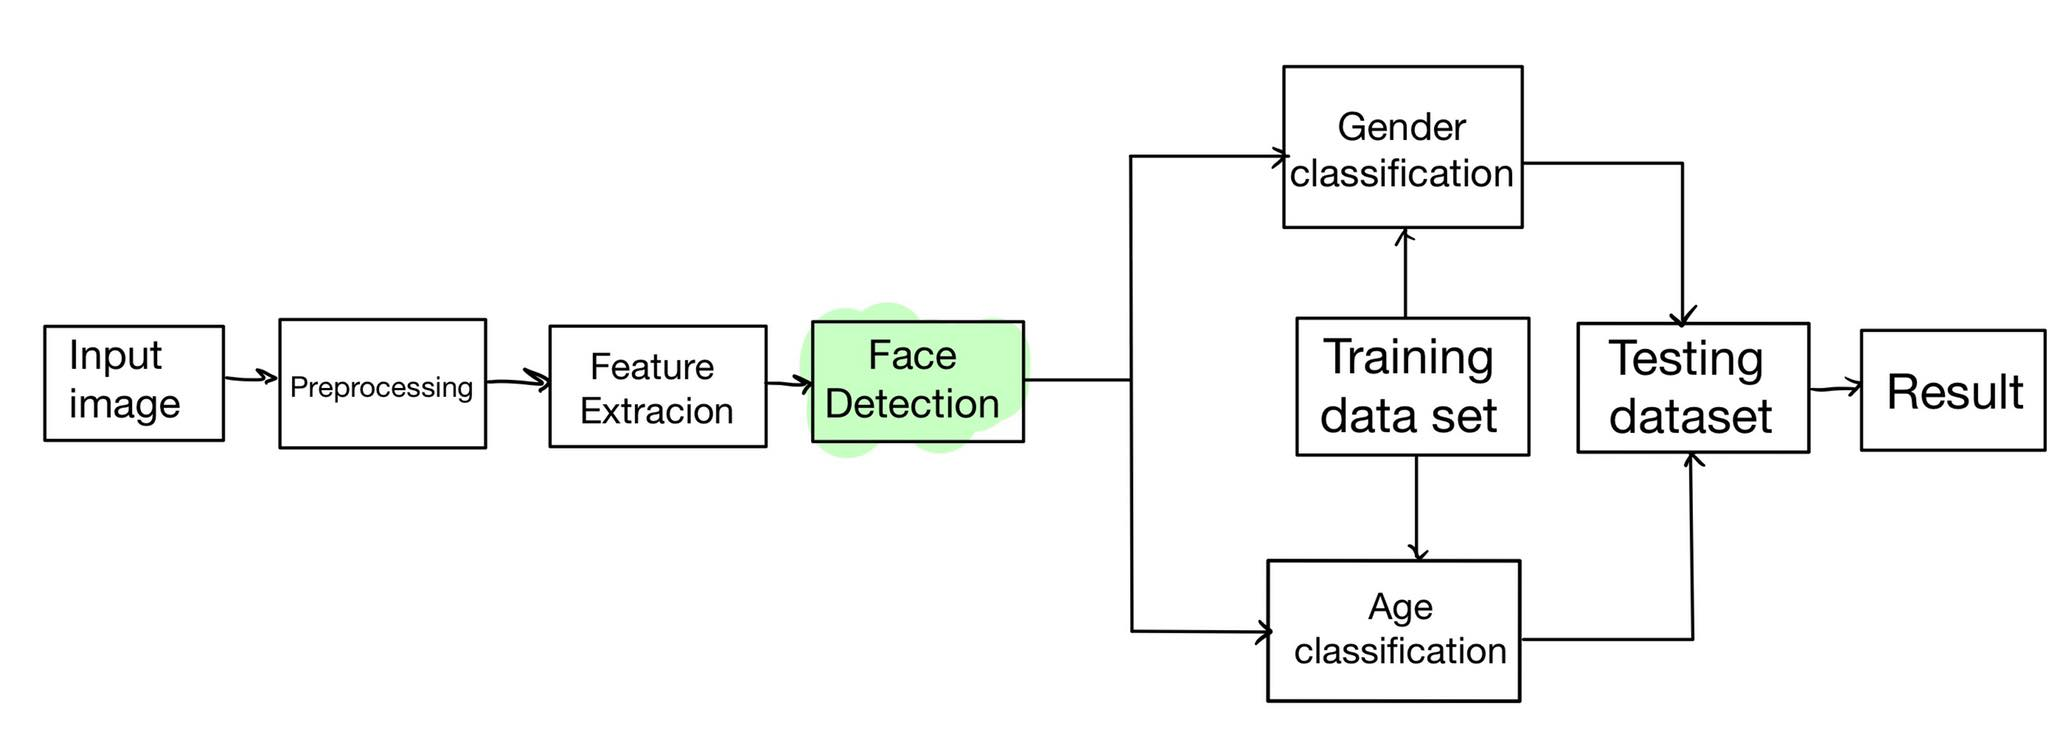 Input
image
Preprocessing
Feature
Extracion
Face
Detection
Gender
classification
Training
data set
Age
classification
Testing
dataset
Result